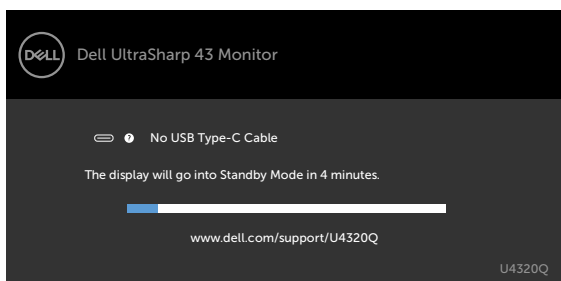 DELL
Dell UltraSharp 43 Monitor
? No USB Type-C Cable
The display will go into Standby Mode in 4 minutes.
www.dell.com/support/U4320Q
U4320Q